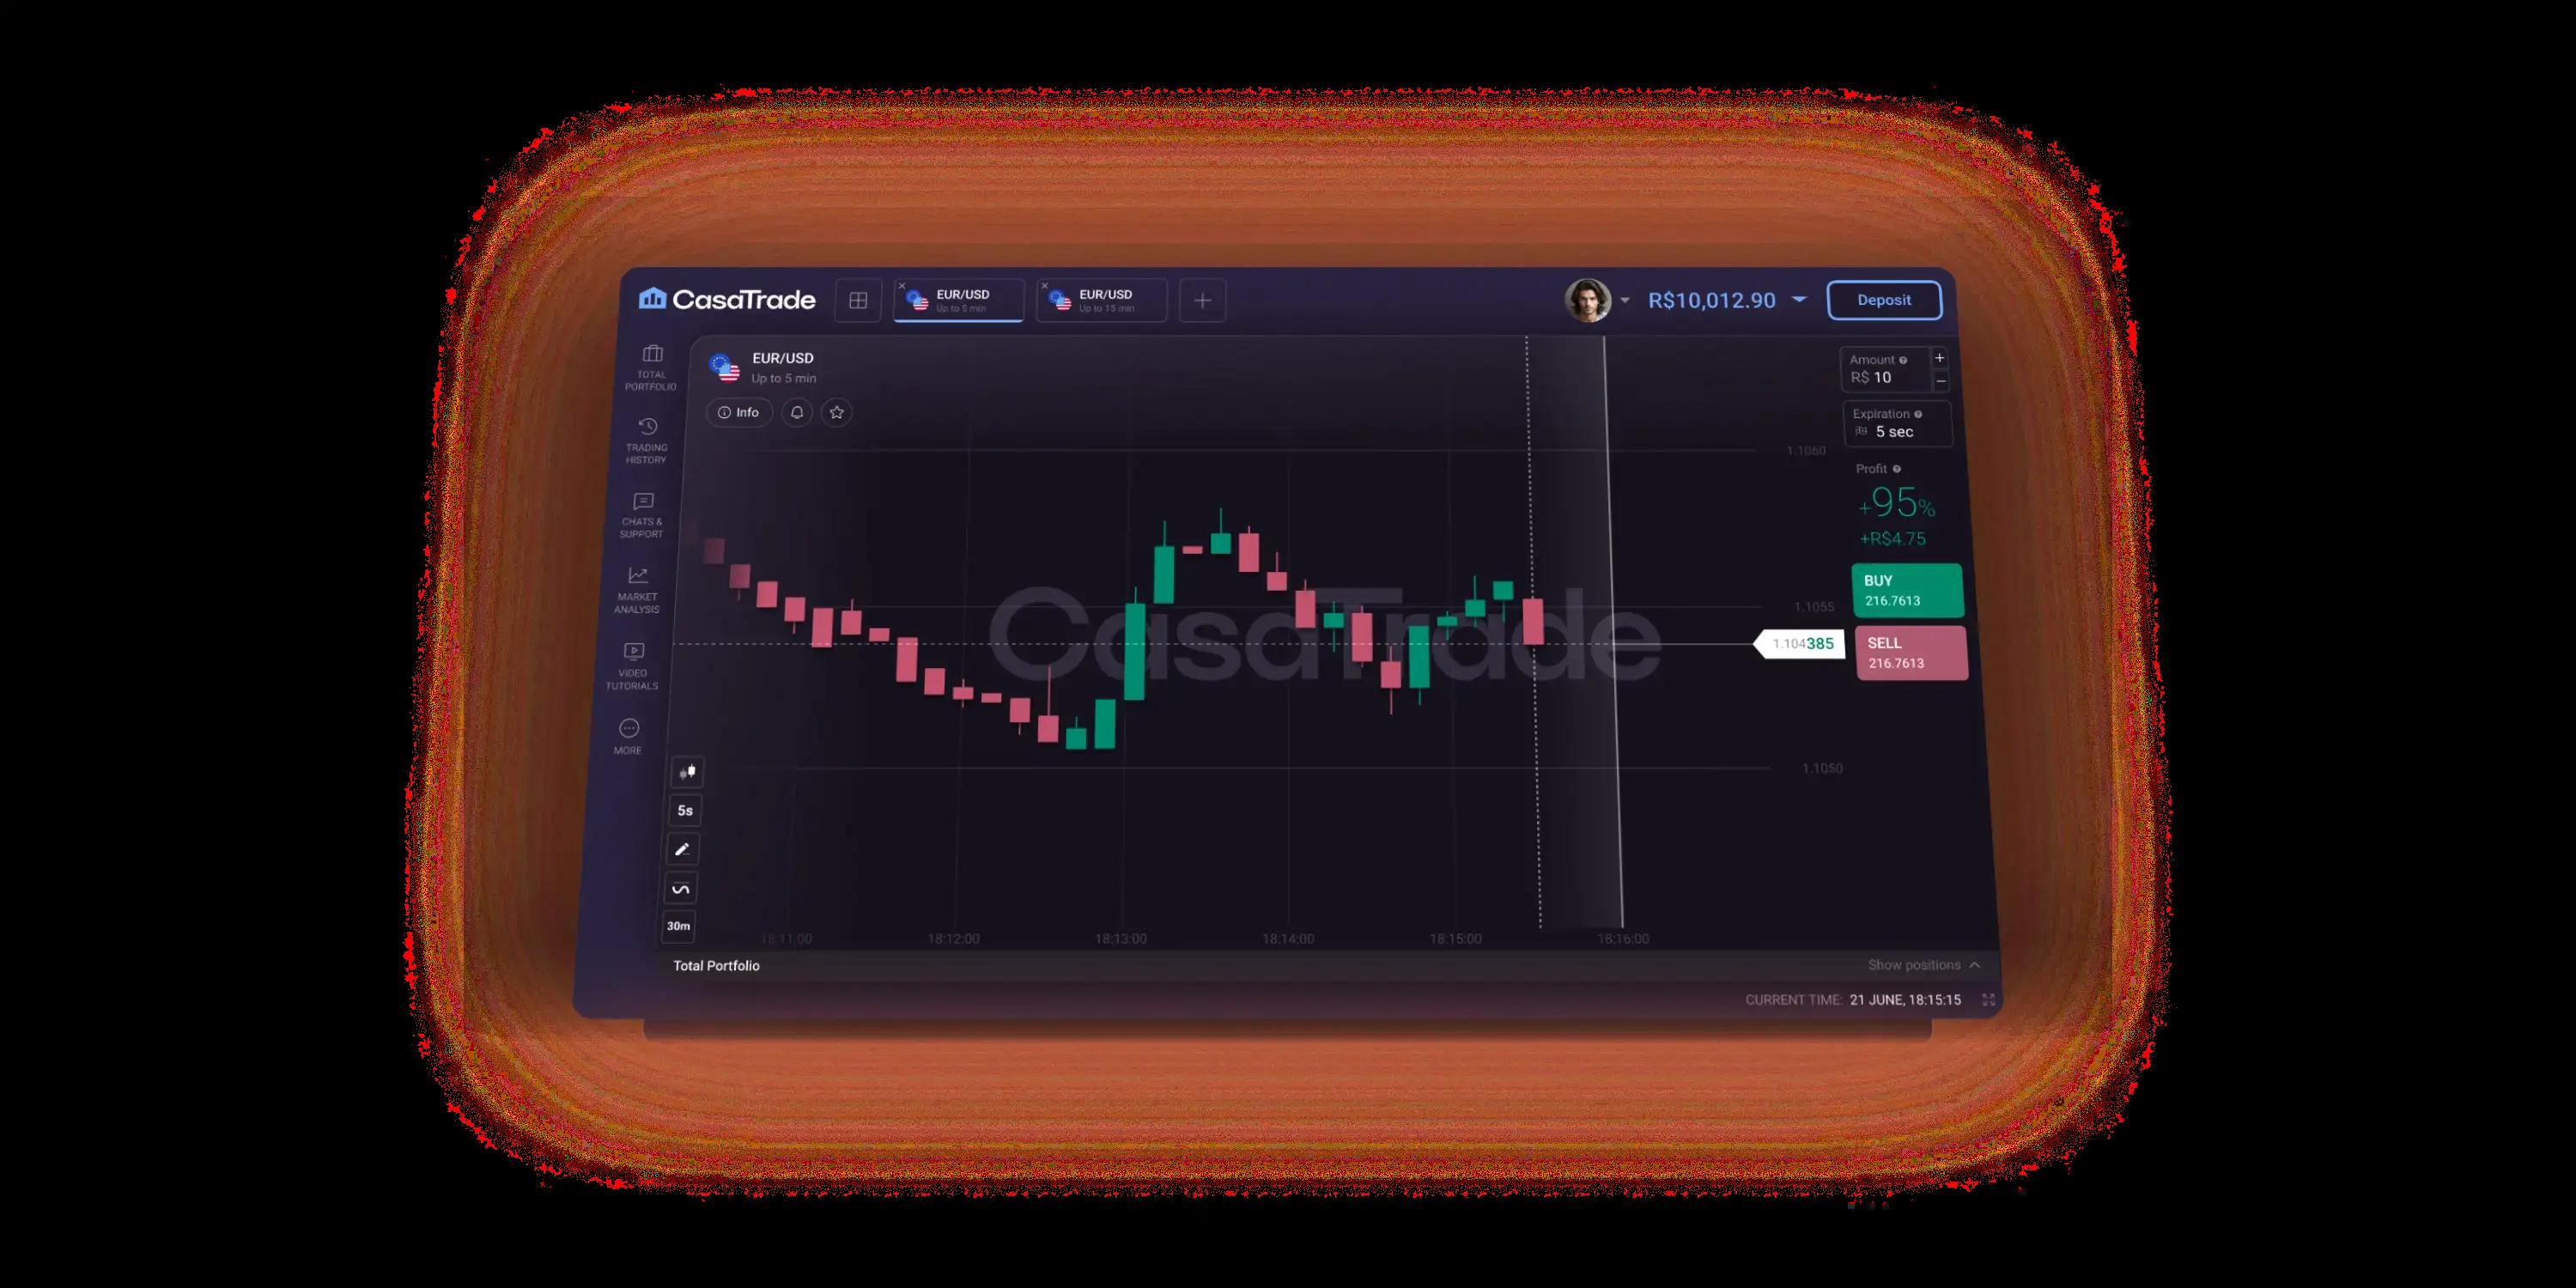 CasaTrade
EUR/USD
Up to 5 min
EUR/USD
Up to 15 min
R$10,012.90
Deposit
TOTAL
PORTFOLIO
TRADING
HISTORY
CHATS &
SUPPORT
MARKET
ANALYSIS
VIDEO
TUTORIALS
MORE
EUR/USD
Up to 5 min
Info
5s
30m
CasaTrade
1.1060
1.1055
1.104385
1.1050
18:11:00
18:12:00
18:13:00
18:14:00
18:15:00
18:16:00
Amount
R$ 10
+
−
Expiration
5 sec
Profit
+95%
+R$4.75
BUY
216.7613
SELL
216.7613
Total Portfolio
Show positions
CURRENT TIME: 21 JUNE, 18:15:15